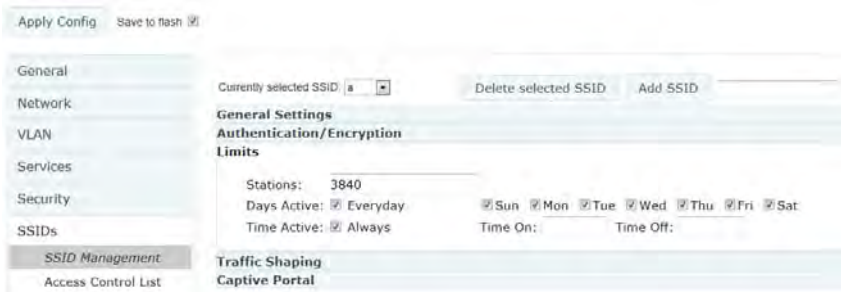 Apply Config Save to flash
General
Network
VLAN
Services
Security
SSIDs
SSID Management
Access Control List
Currently selected SSID: a Delete selected SSID Add SSID
General Settings
Authentication/Encryption
Limits
Stations: 3840
Days Active: Everyday Sun Mon Tue Wed Thu Fri Sat
Time Active: Always Time On: Time Off:
Traffic Shaping
Captive Portal